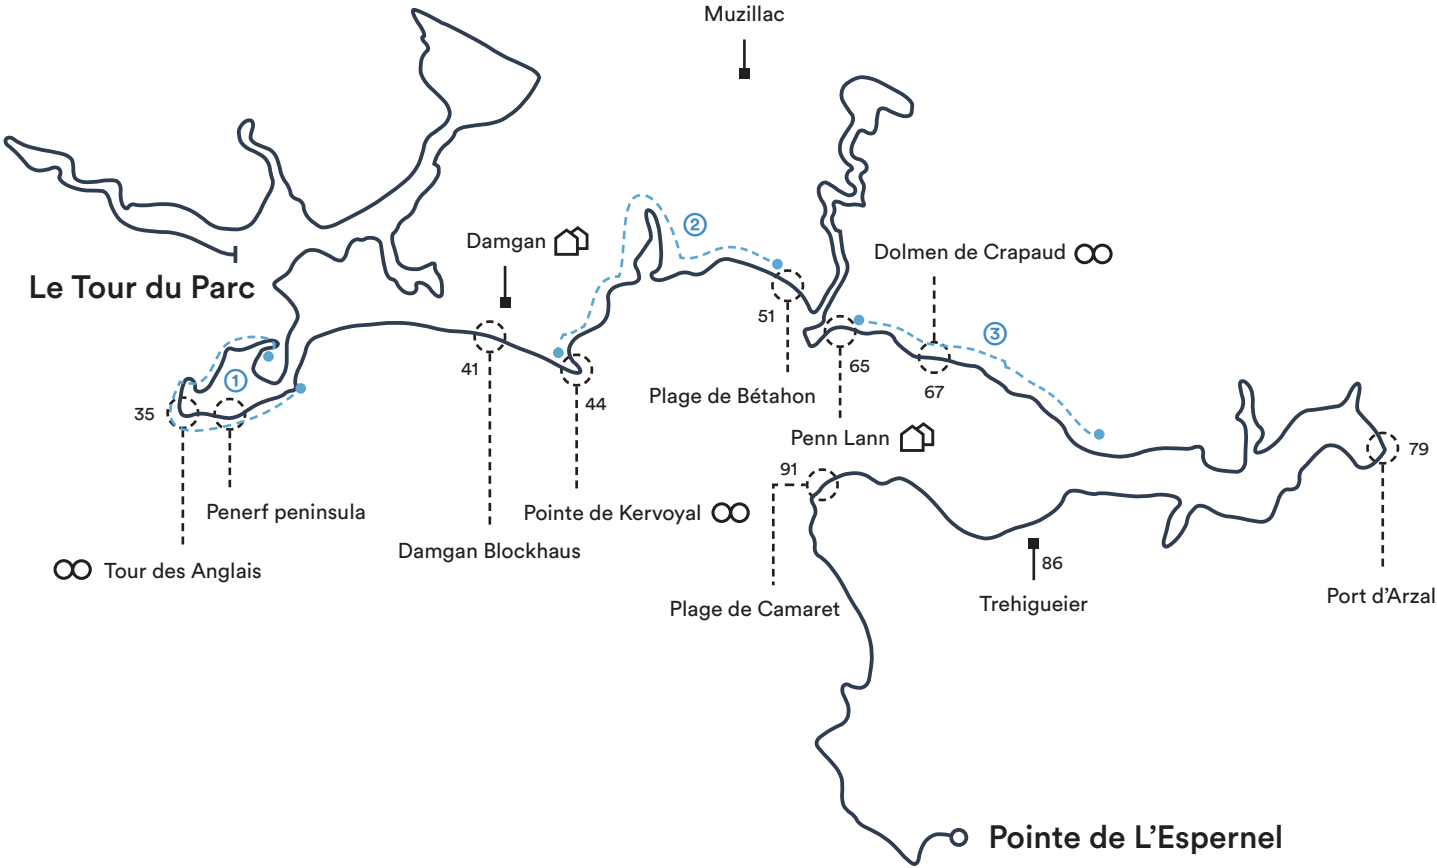 Muzillac
Damgan
2
Dolmen de Crapaud
Le Tour du Parc
51
3
65
67
1
41
44
35
Plage de Bétahon
Penn Lann
79
91
Penerf peninsula
Pointe de Kervoyal
Damgan Blockhaus
Tour des Anglais
86
Plage de Camaret
Trehigueier
Port d'Arzal
Pointe de L'Espernel